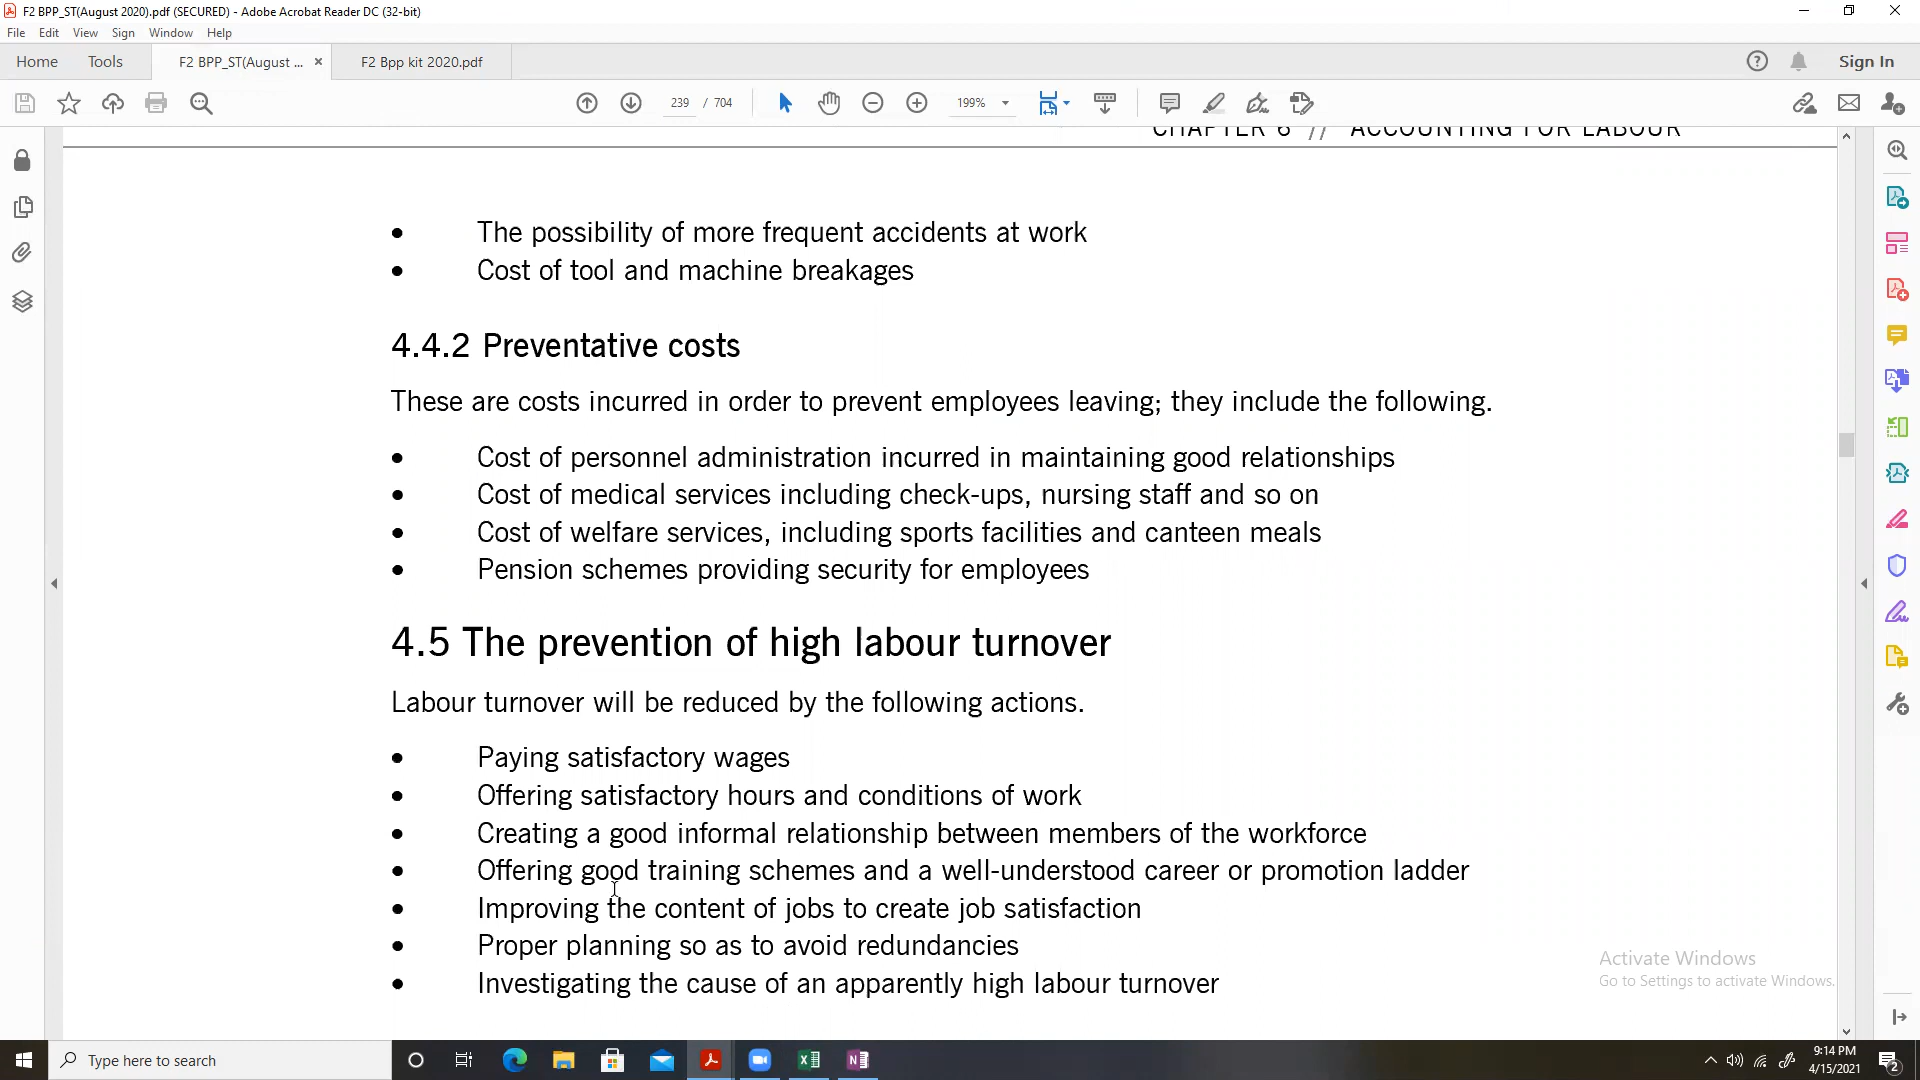 F2 BPP_ST(August 2020).pdf (SECURED) - Adobe Acrobat Reader DC (32-bit)
File Edit View Sign Window Help
Home Tools F2 BPP_ST(August ... × F2 Bpp kit 2020.pdf Sign In
239 / 704 199%
CHAPTER 6 // ACCOUNTING FOR LABOUR
• The possibility of more frequent accidents at work
• Cost of tool and machine breakages
4.4.2 Preventative costs
These are costs incurred in order to prevent employees leaving; they include the following.
• Cost of personnel administration incurred in maintaining good relationships
• Cost of medical services including check-ups, nursing staff and so on
• Cost of welfare services, including sports facilities and canteen meals
• Pension schemes providing security for employees
4.5 The prevention of high labour turnover
Labour turnover will be reduced by the following actions.
• Paying satisfactory wages
• Offering satisfactory hours and conditions of work
• Creating a good informal relationship between members of the workforce
• Offering good training schemes and a well-understood career or promotion ladder
• Improving the content of jobs to create job satisfaction
• Proper planning so as to avoid redundancies
• Investigating the cause of an apparently high labour turnover
Activate Windows
Go to Settings to activate Windows.
Type here to search
9:14 PM
4/15/2021
2